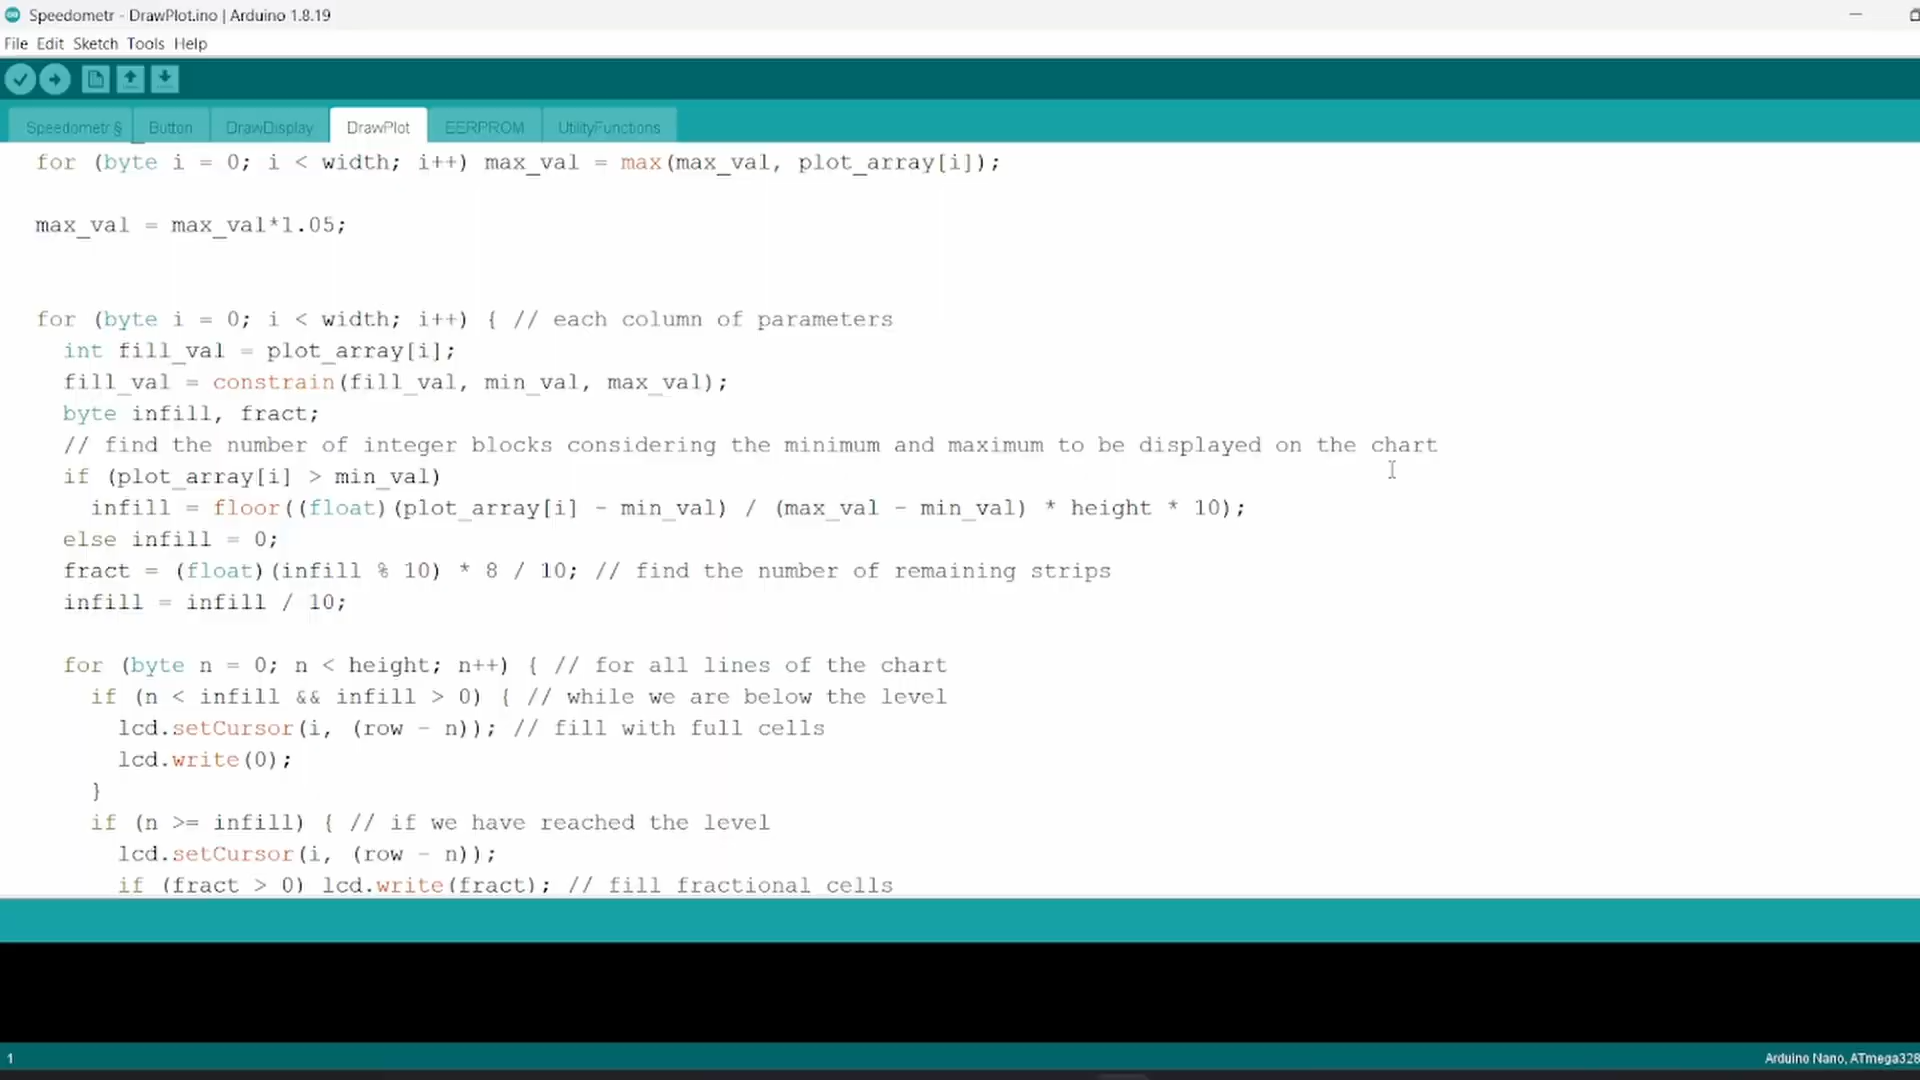 Speedometr - DrawPlot.ino | Arduino 1.8.19
File Edit Sketch Tools Help
Speedometr § Button DrawDisplay DrawPlot EERPROM UtilityFunctions
for (byte i = 0; i < width; i++) max_val = max(max_val, plot_array[i]);
max_val = max_val*1.05;
for (byte i = 0; i < width; i++) { // each column of parameters
int fill_val = plot_array[i];
fill_val = constrain(fill_val, min_val, max_val);
byte infill, fract;
// find the number of integer blocks considering the minimum and maximum to be displayed on the chart
if (plot_array[i] > min_val)
infill = floor((float)(plot_array[i] - min_val) / (max_val - min_val) * height * 10);
else infill = 0;
fract = (float)(infill % 10) * 8 / 10; // find the number of remaining strips
infill = infill / 10;
for (byte n = 0; n < height; n++) { // for all lines of the chart
if (n < infill && infill > 0) { // while we are below the level
lcd.setCursor(i, (row - n)); // fill with full cells
lcd.write(0);
}
if (n >= infill) { // if we have reached the level
lcd.setCursor(i, (row - n));
if (fract > 0) lcd.write(fract); // fill fractional cells
1
Arduino Nano, ATmega328